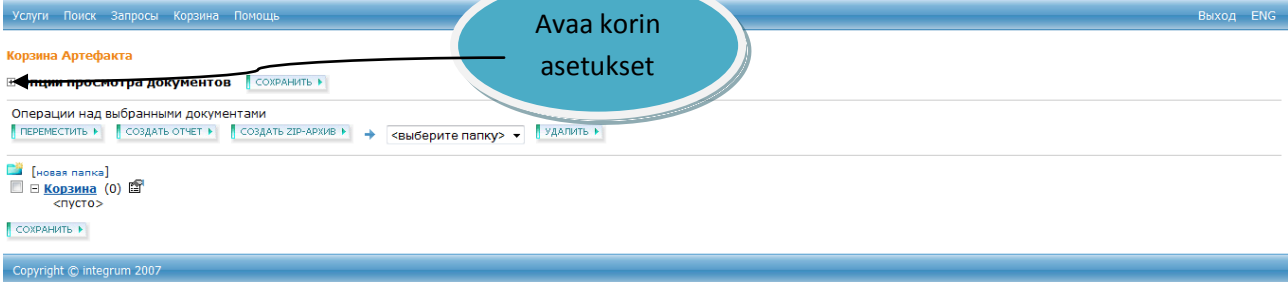 Услуги Поиск Запросы Корзина Помощь Выход ENG
Avaa korin
asetukset
Корзина Артефакта
просмотра документов СОХРАНИТЬ
Операции над выбранными документами
ПЕРЕМЕСТИТЬ СОЗДАТЬ ОТЧЕТ СОЗДАТЬ ZIP-АРХИВ <выберите папку> УДАЛИТЬ
[новая папка]
Корзина (0)
<пусто>
СОХРАНИТЬ
Copyright © integrum 2007